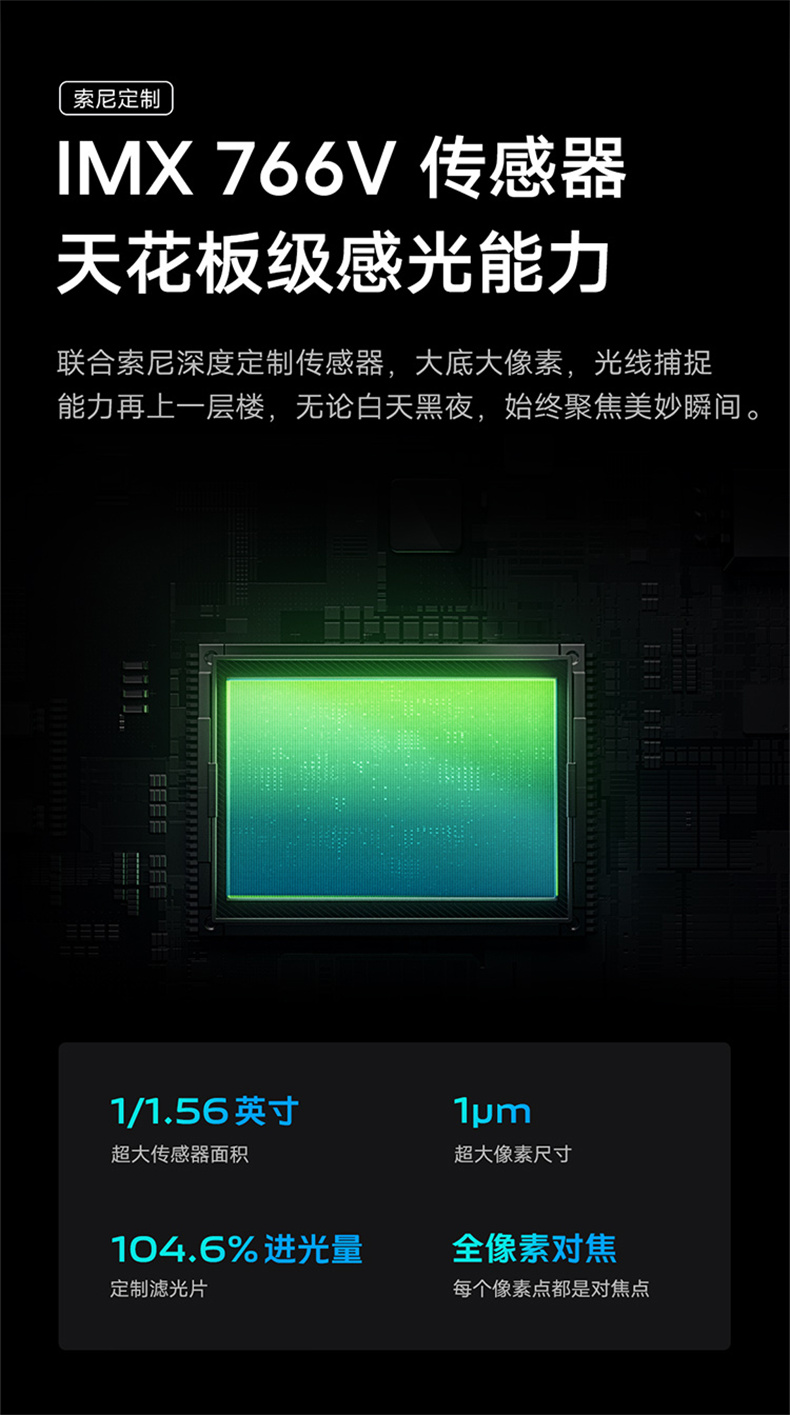 索尼定制
IMX 766V 传感器
天花板级感光能力
联合索尼深度定制传感器，大底大像素，光线捕捉
能力再上一层楼，无论白天黑夜，始终聚焦美妙瞬间。
1/1.56英寸
超大传感器面积
1μm
超大像素尺寸
104.6%进光量
定制滤光片
全像素对焦
每个像素点都是对焦点